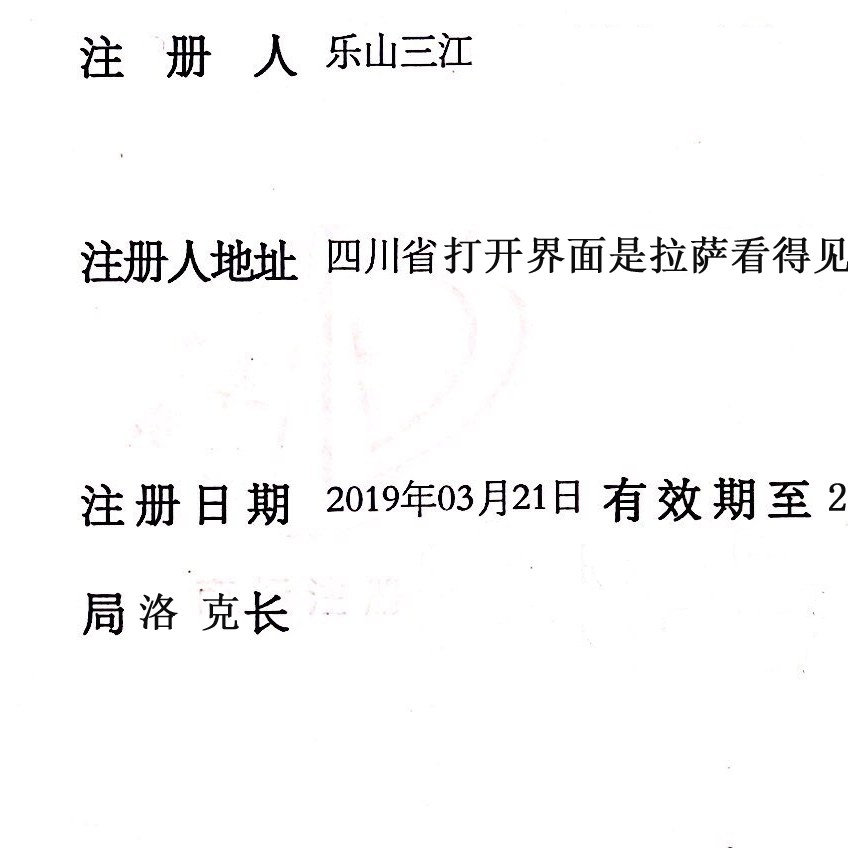 注 册 人 乐山三江
注册人地址 四川省打开界面是拉萨看得见
注册日期 2019年03月21日 有效期至 2
局 洛 克 长